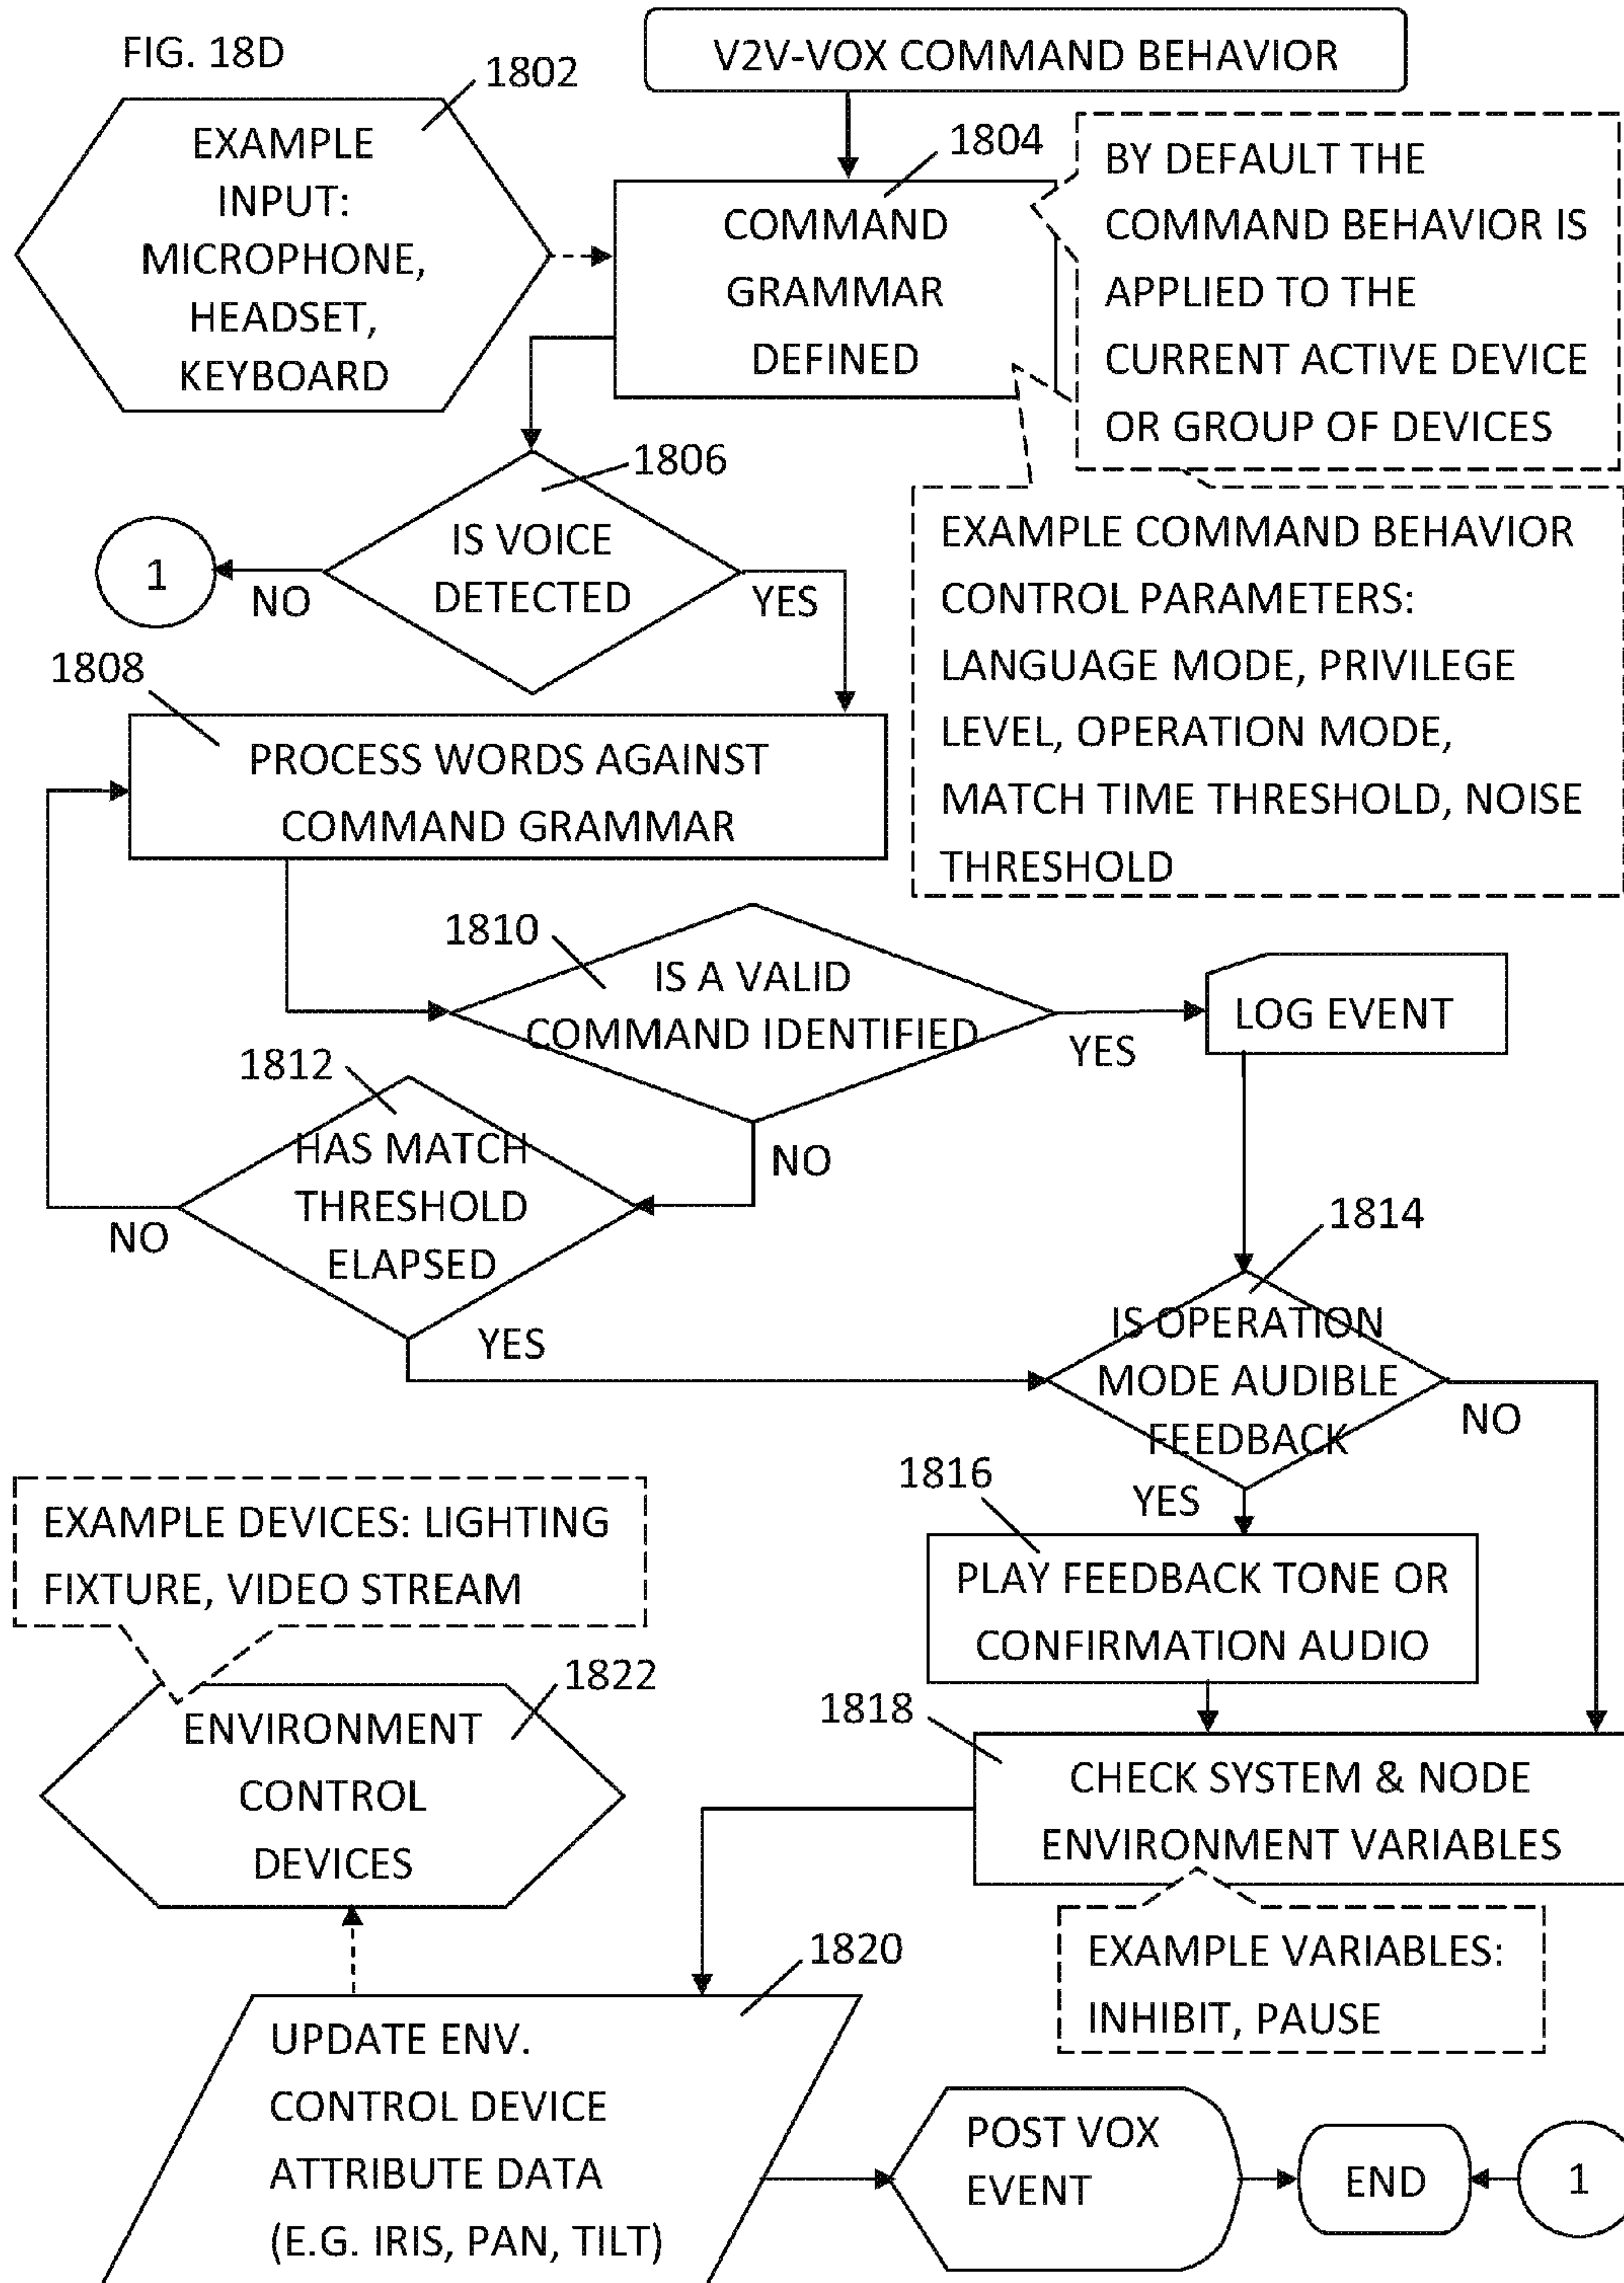 FIG. 18D
V2V-VOX COMMAND BEHAVIOR
1802
EXAMPLE
INPUT:
MICROPHONE,
HEADSET,
KEYBOARD
1804
COMMAND
GRAMMAR
DEFINED
BY DEFAULT THE
COMMAND BEHAVIOR IS
APPLIED TO THE
CURRENT ACTIVE DEVICE
OR GROUP OF DEVICES
1806
IS VOICE
DETECTED
1
NO
YES
EXAMPLE COMMAND BEHAVIOR
CONTROL PARAMETERS:
LANGUAGE MODE, PRIVILEGE
LEVEL, OPERATION MODE,
MATCH TIME THRESHOLD, NOISE
THRESHOLD
1808
PROCESS WORDS AGAINST
COMMAND GRAMMAR
1810
IS A VALID
COMMAND IDENTIFIED
YES
LOG EVENT
NO
1812
HAS MATCH
THRESHOLD
ELAPSED
NO
YES
1814
IS OPERATION
MODE AUDIBLE
FEEDBACK
NO
YES
1816
PLAY FEEDBACK TONE OR
CONFIRMATION AUDIO
EXAMPLE DEVICES: LIGHTING
FIXTURE, VIDEO STREAM
1822
ENVIRONMENT
CONTROL
DEVICES
1818
CHECK SYSTEM & NODE
ENVIRONMENT VARIABLES
EXAMPLE VARIABLES:
INHIBIT, PAUSE
1820
UPDATE ENV.
CONTROL DEVICE
ATTRIBUTE DATA
(E.G. IRIS, PAN, TILT)
POST VOX
EVENT
END
1